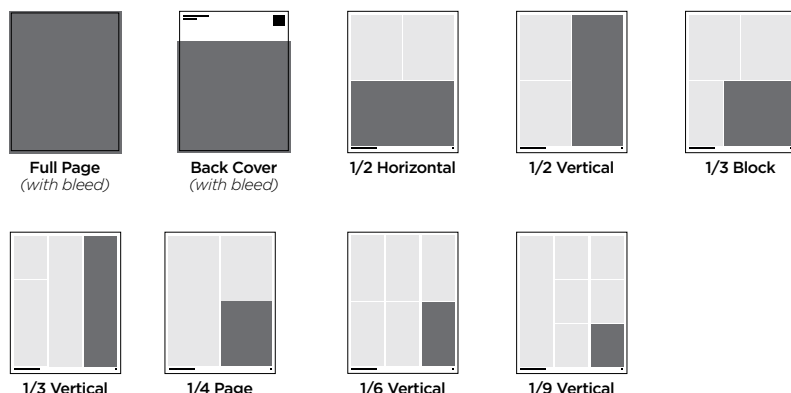 Full Page
(with bleed)
Back Cover
(with bleed)
1/2 Horizontal
1/2 Vertical
1/3 Block
1/3 Vertical
1/4 Page
1/6 Vertical
1/9 Vertical